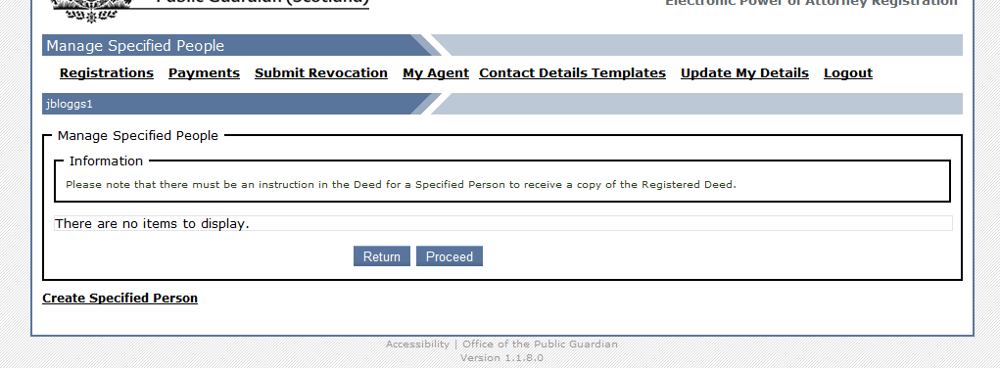 Public Guardian (Scotland)
Electronic Power of Attorney Registration
Manage Specified People
Registrations Payments Submit Revocation My Agent Contact Details Templates Update My Details Logout
jbloggs1
Manage Specified People
Information
Please note that there must be an instruction in the Deed for a Specified Person to receive a copy of the Registered Deed.
There are no items to display.
Return Proceed
Create Specified Person
Accessibility | Office of the Public Guardian
Version 1.1.8.0